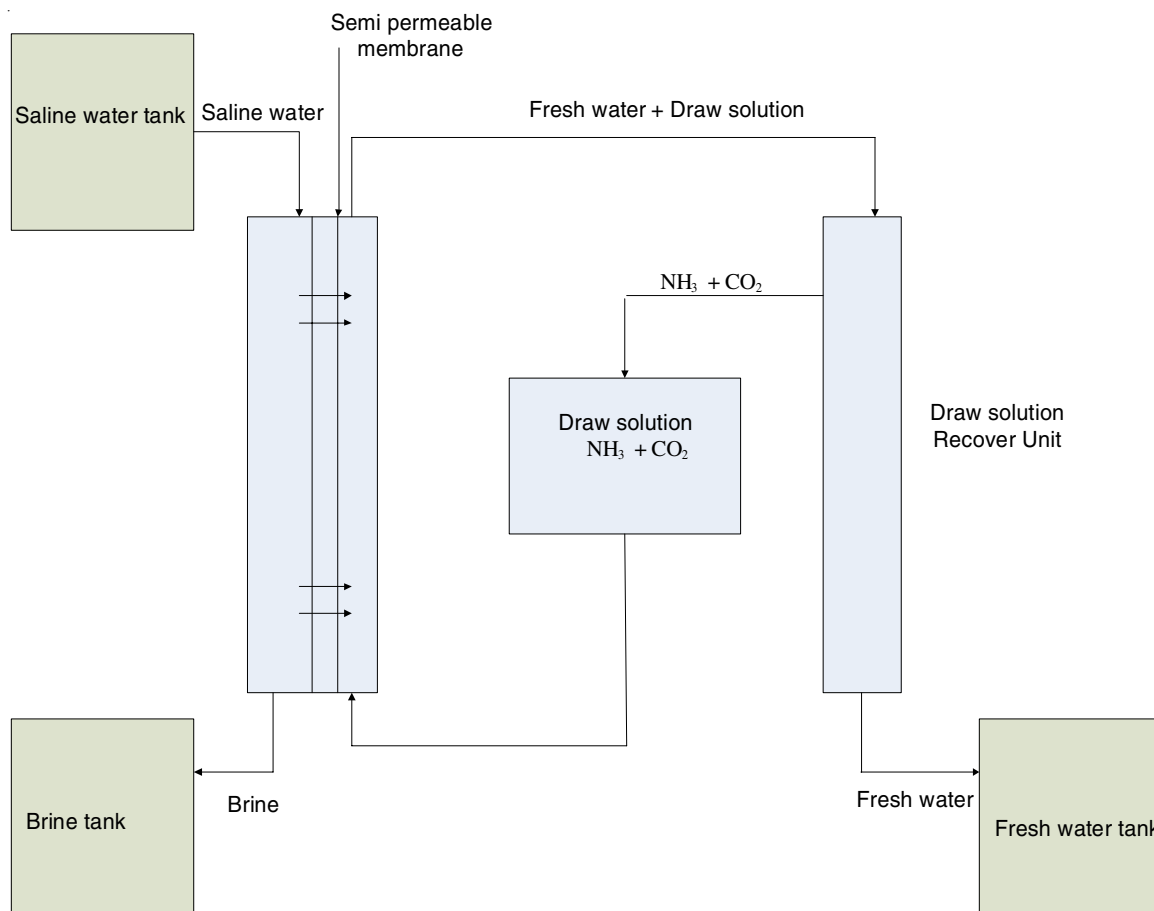 Semi permeable
membrane
Saline water tank
Saline water
Fresh water + Draw solution
NH₃ + CO₂
Draw solution
NH₃ + CO₂
Draw solution
Recover Unit
Brine tank
Brine
Fresh water
Fresh water tank